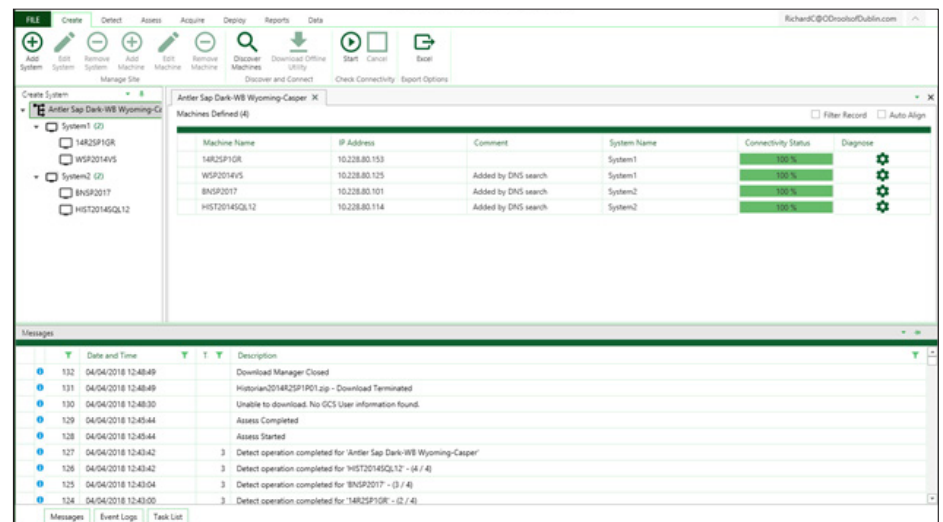 FILE Create Detect Assess Acquire Deploy Reports Data RichardC@ODroolsofDublin.com
Add System Edit System Remove System Add Machine Edit Machine Remove Machine Discover Machines Download Offline Utility Start Cancel Excel
Manage Site Discover and Connect Check Connectivity Export Options
Create System
Antler Sap Dark-WB Wyoming-Ca
System1 (2)
14R2SP1GR
WSP2014VS
System2 (2)
BNSP2017
HIST2014SQL12
Antler Sap Dark-WB Wyoming-Casper X
Machines Defined (4) Filter Record Auto Align
Machine Name IP Address Comment System Name Connectivity Status Diagnose
14R2SP1GR 10.228.80.153 System1 100 %
WSP2014VS 10.228.80.125 Added by DNS search System1 100 %
BNSP2017 10.228.80.101 Added by DNS search System2 100 %
HIST2014SQL12 10.228.80.114 Added by DNS search System2 100 %
Messages
Date and Time T Description
132 04/04/2018 12:48:49 Download Manager Closed
131 04/04/2018 12:48:49 Historian2014R2SP1P01.zip - Download Terminated
130 04/04/2018 12:48:30 Unable to download. No GCS User information found.
129 04/04/2018 12:45:44 Assess Completed
128 04/04/2018 12:45:44 Assess Started
127 04/04/2018 12:43:42 3 Detect operation completed for 'Antler Sap Dark-WB Wyoming-Casper'
126 04/04/2018 12:43:42 3 Detect operation completed for 'HIST2014SQL12' - (4 / 4)
125 04/04/2018 12:43:04 3 Detect operation completed for 'BNSP2017' - (3 / 4)
124 04/04/2018 12:43:00 3 Detect operation completed for '14R2SP1GR' - (2 / 4)
Messages Event Logs Task List